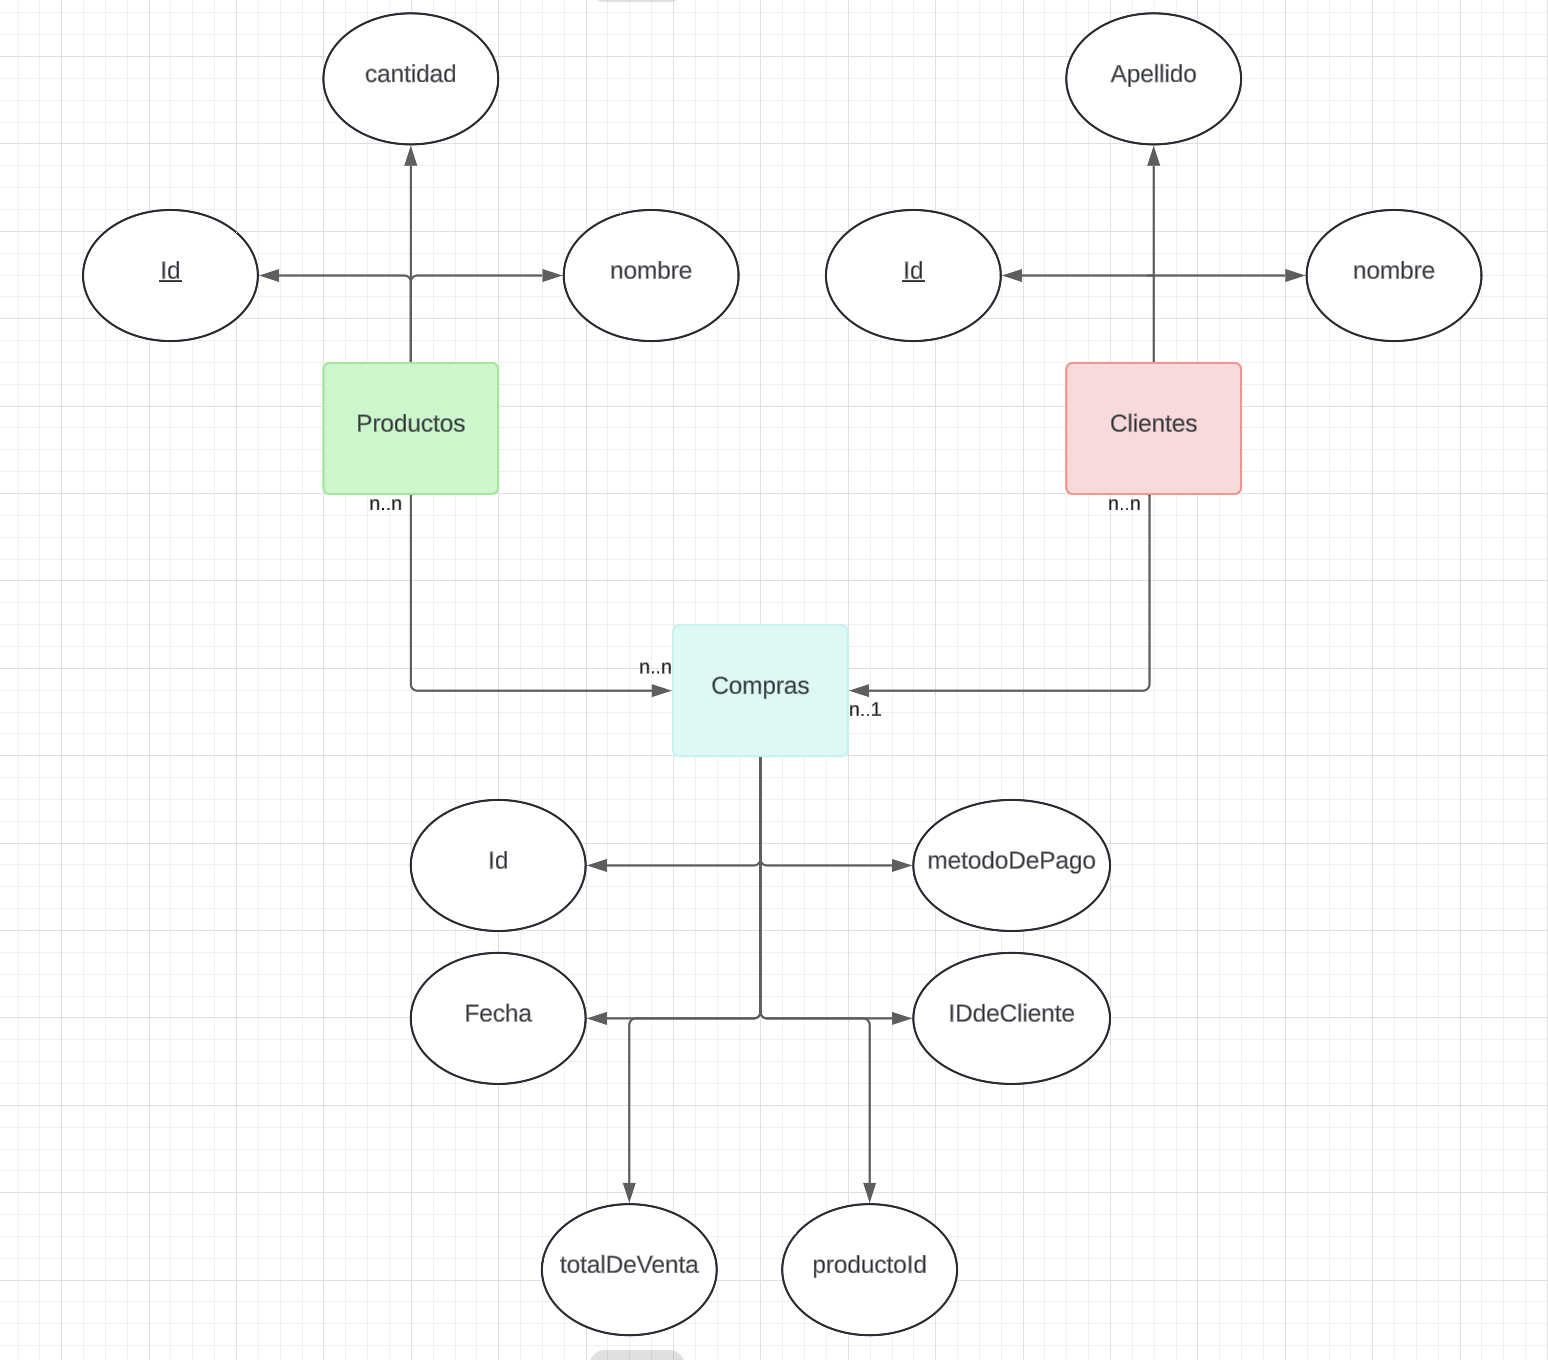 cantidad
Apellido
Id
nombre
Id
nombre
Productos
Clientes
n..n
n..n
n..n
Compras
n..1
Id
metodoDePago
Fecha
IDdeCliente
totalDeVenta
productoId